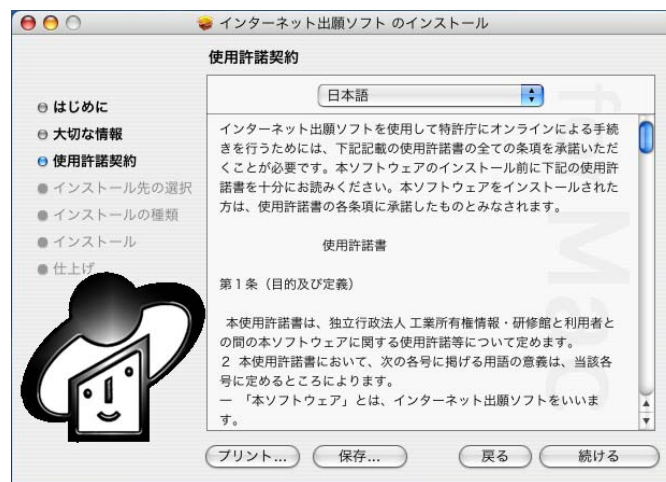 インターネット出願ソフト のインストール
使用許諾契約
はじめに
大切な情報
使用許諾契約
インストール先の選択
インストールの種類
インストール
仕上げ
日本語
インターネット出願ソフトを使用して特許庁にオンラインによる手続
きを行うためには、下記記載の使用許諾書の全ての条項を承諾いただ
くことが必要です。本ソフトウェアのインストール前に下記の使用許
諾書を十分にお読みください。本ソフトウェアをインストールされた
方は、使用許諾書の各条項に承諾したものとみなされます。
使用許諾書
第1条（目的及び定義）
本使用許諾書は、独立行政法人 工業所有権情報・研修館と利用者と
の間の本ソフトウェアに関する使用許諾等について定めます。
２ 本使用許諾書において、次の各号に掲げる用語の意義は、当該各
号に定めるところによります。
一 「本ソフトウェア」とは、インターネット出願ソフトをいいま
す。
for Mac
プリント...
保存...
戻る
続ける